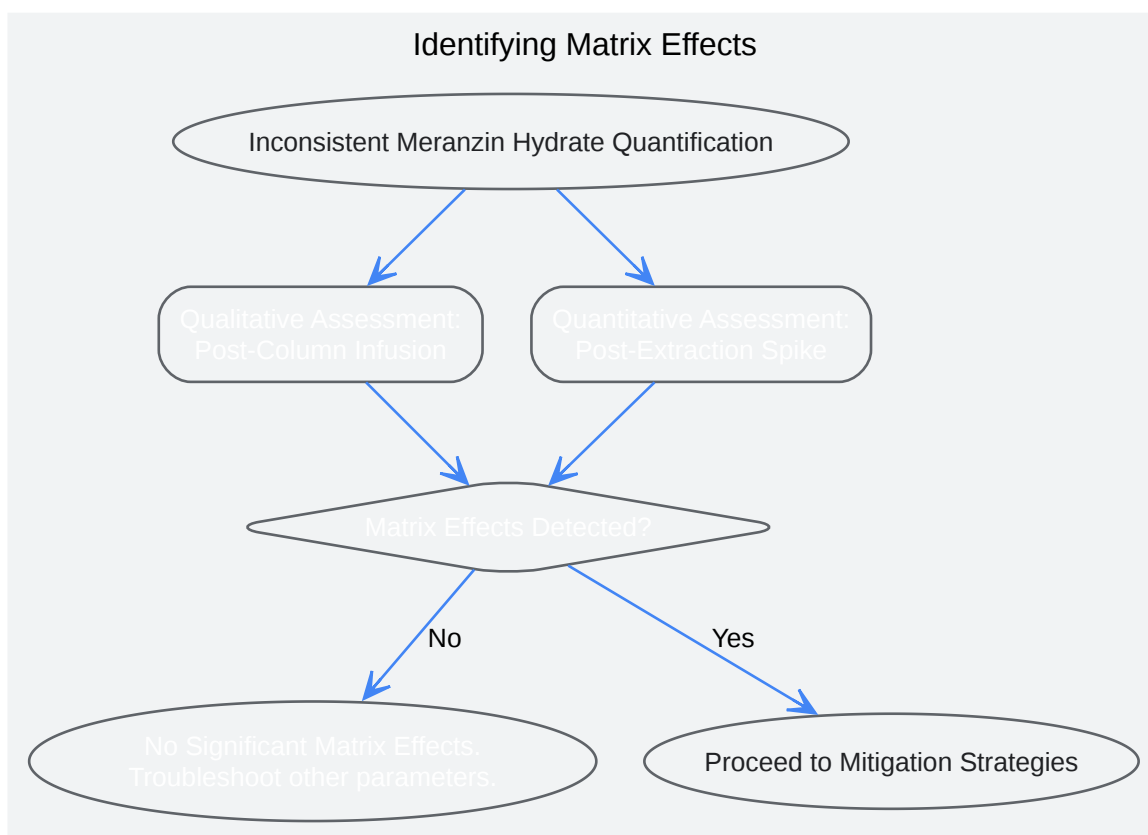 Identifying Matrix Effects
Inconsistent Meranzin Hydrate Quantification
Qualitative Assessment:
Post-Column Infusion
Quantitative Assessment:
Post-Extraction Spike
Matrix Effects Detected?
No
Yes
No Significant Matrix Effects.
Troubleshoot other parameters.
Proceed to Mitigation Strategies